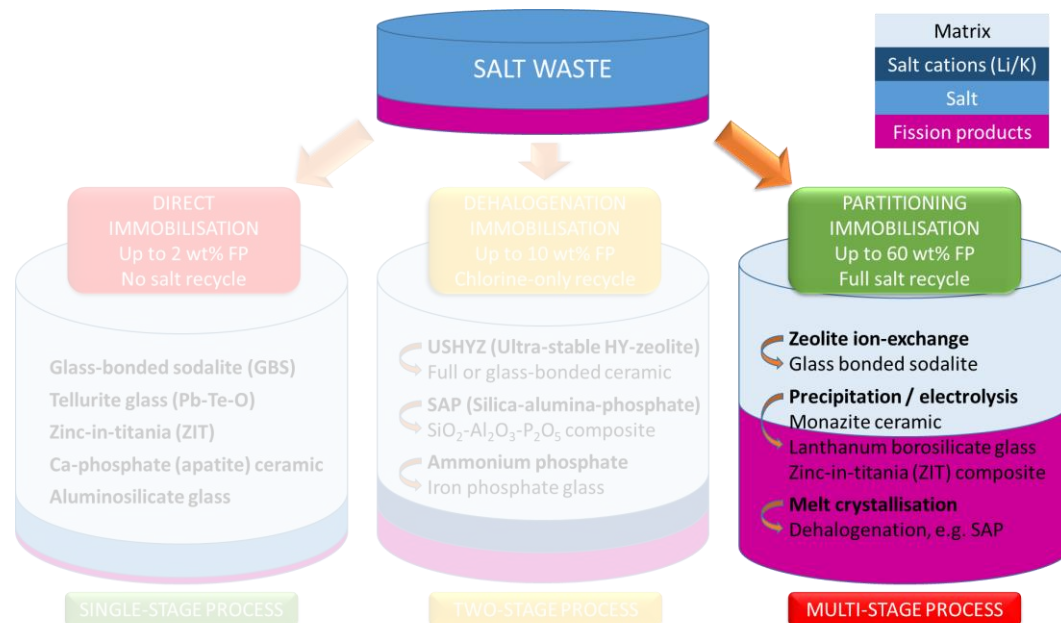 SALT WASTE
Matrix
Salt cations (Li/K)
Salt
Fission products
DIRECT
IMMOBILISATION
Up to 2 wt% FP
No salt recycle
Glass-bonded sodalite (GBS)
Tellurite glass (Pb-Te-O)
Zinc-in-titania (ZIT)
Ca-phosphate (apatite) ceramic
Aluminosilicate glass
SINGLE-STAGE PROCESS
DEHALOGENATION
IMMOBILISATION
Up to 10 wt% FP
Chlorine-only recycle
USHYZ (Ultra-stable HY-zeolite)
Full or glass-bonded ceramic
SAP (Silica-alumina-phosphate)
SiO₂-Al₂O₃-P₂O₅ composite
Ammonium phosphate
Iron phosphate glass
TWO-STAGE PROCESS
PARTITIONING
IMMOBILISATION
Up to 60 wt% FP
Full salt recycle
Zeolite ion-exchange
Glass bonded sodalite
Precipitation / electrolysis
Monazite ceramic
Lanthanum borosilicate glass
Zinc-in-titania (ZIT) composite
Melt crystallisation
Dehalogenation, e.g. SAP
MULTI-STAGE PROCESS